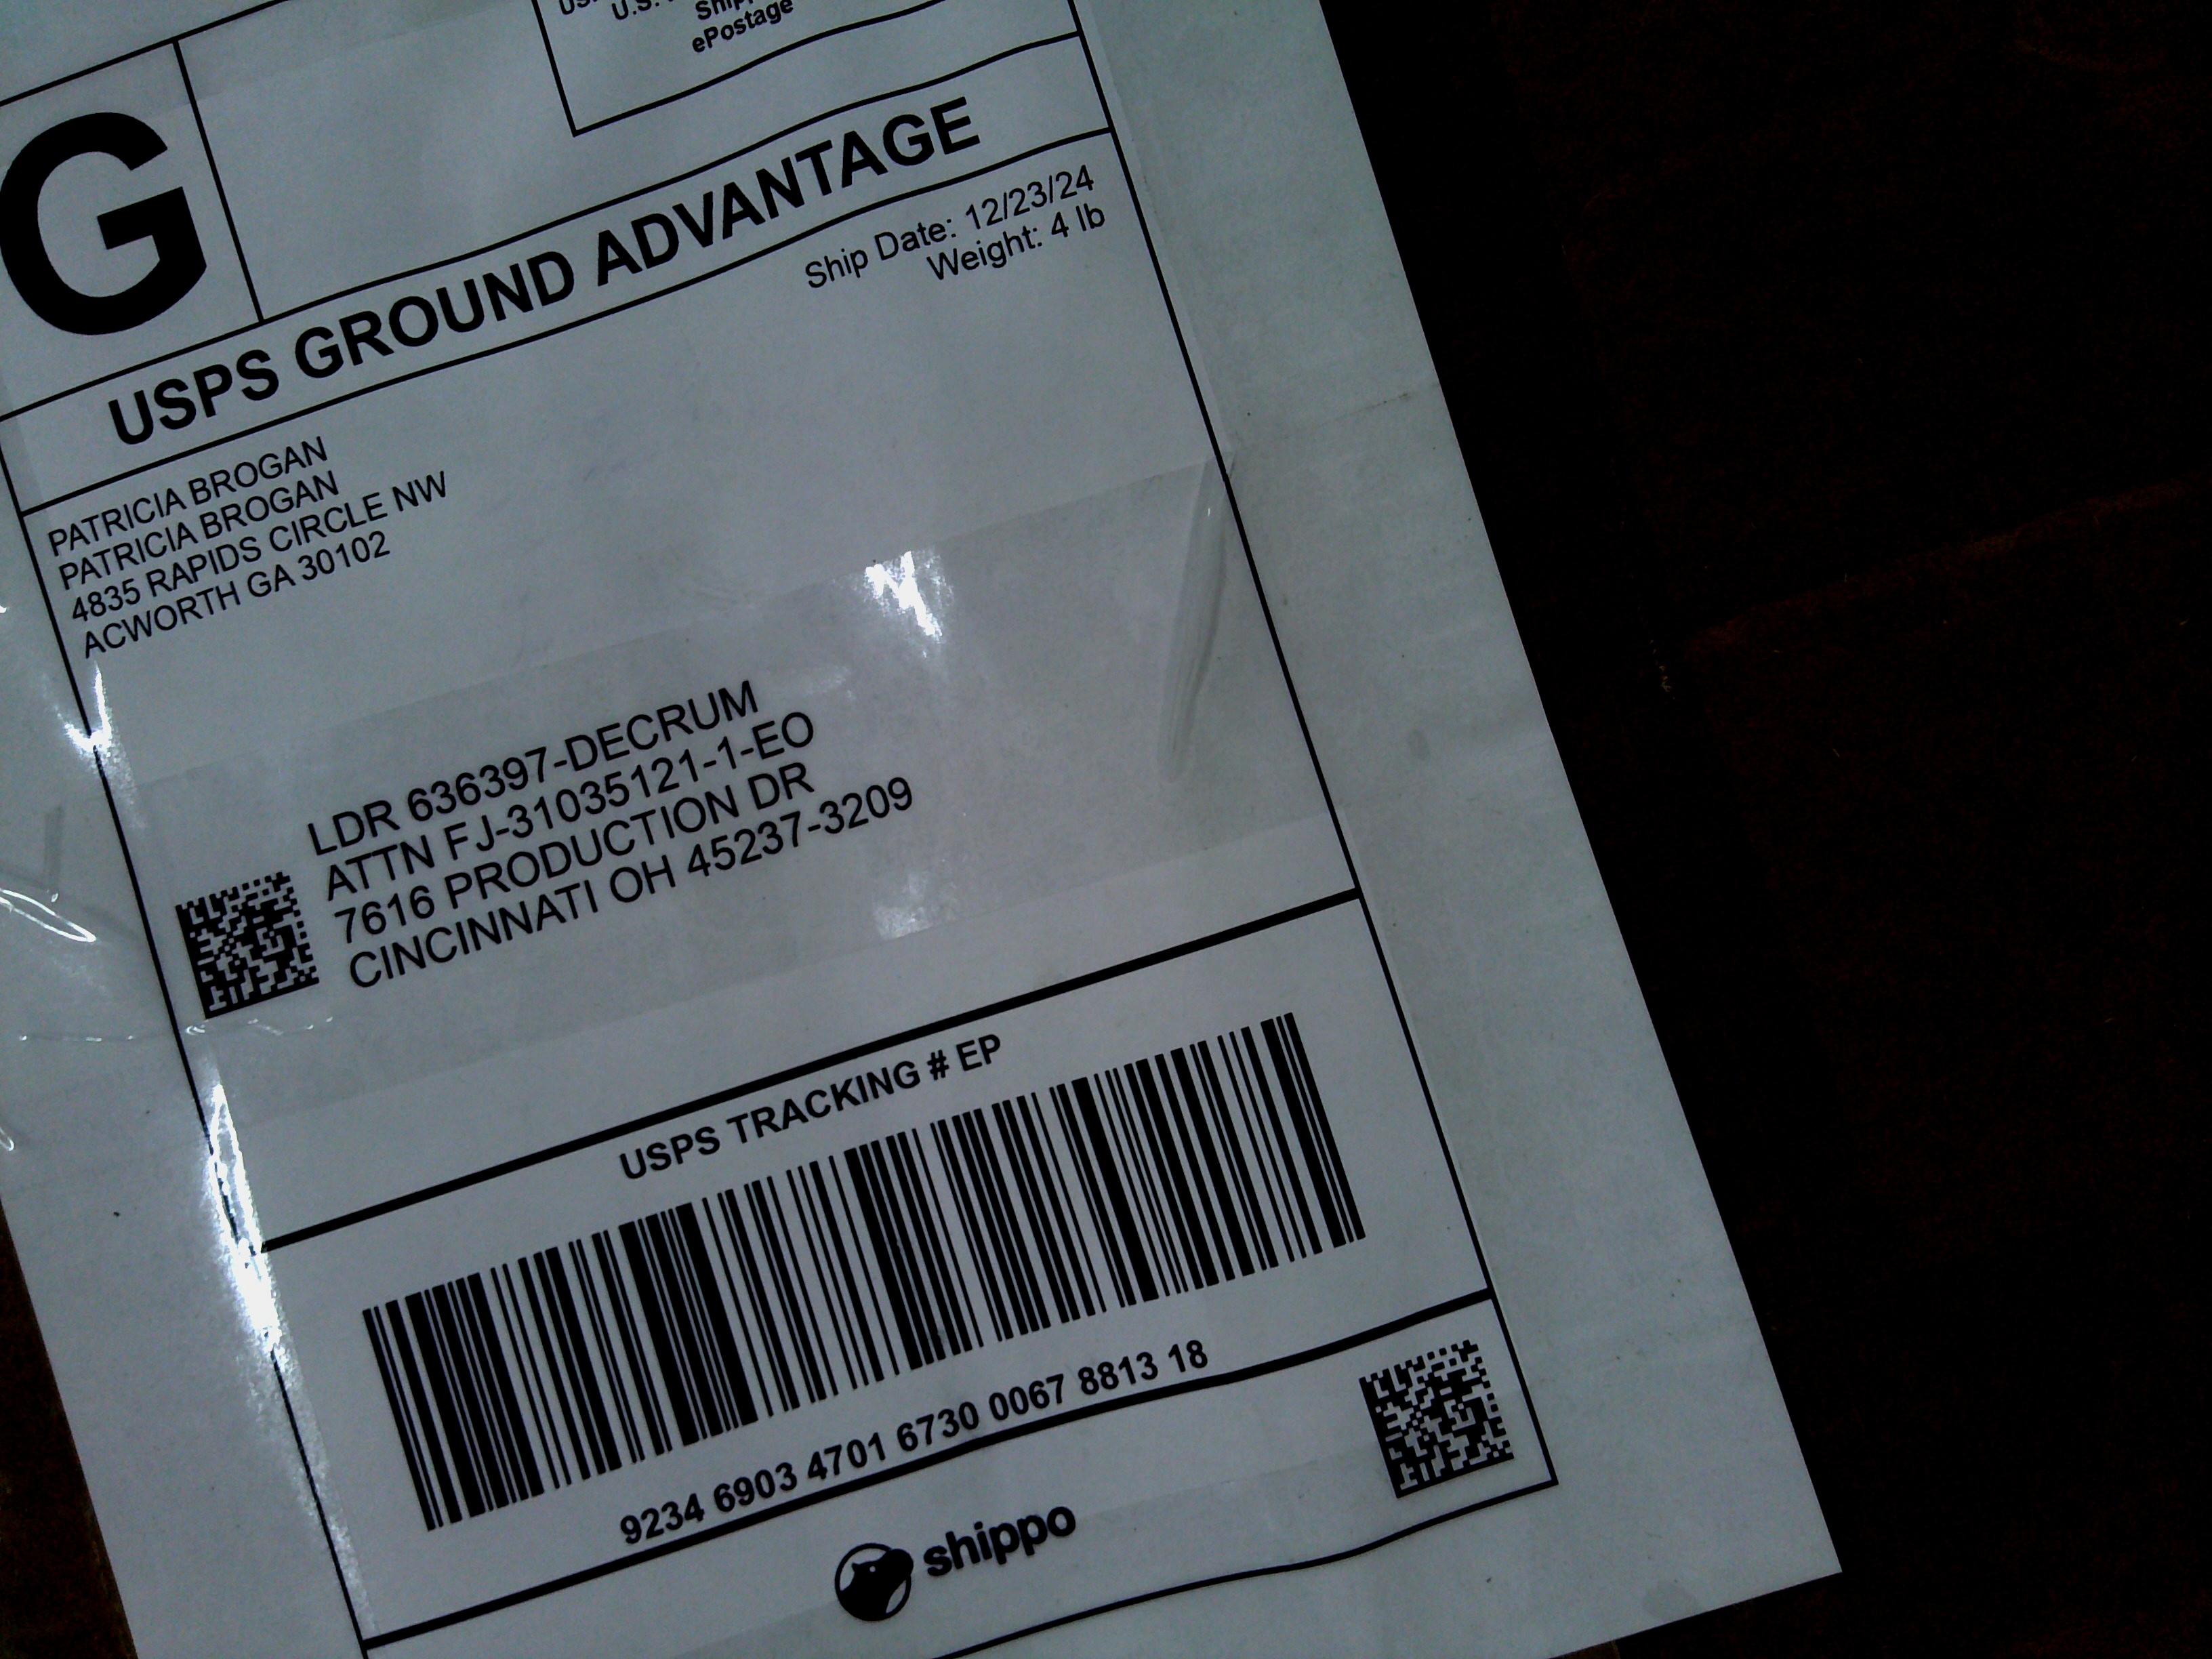 U.S.
Ship
ePostage
G
USPS GROUND ADVANTAGE
Ship Date: 12/23/24
Weight: 4 lb
PATRICIA BROGAN
PATRICIA BROGAN
4835 RAPIDS CIRCLE NW
ACWORTH GA 30102
LDR 636397-DECRUM
ATTN FJ-31035121-1-EO
7616 PRODUCTION DR
CINCINNATI OH 45237-3209
USPS TRACKING # EP
9234 6903 4701 6730 0067 8813 18
shippo